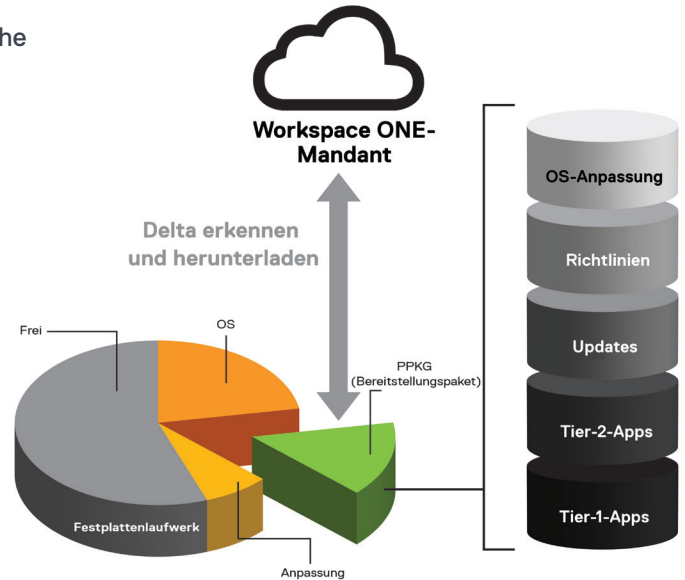 he
Workspace ONE-
Mandant
Delta erkennen
und herunterladen
Frei
OS
PPKG
(Bereitstellungspaket)
Festplattenlaufwerk
Anpassung
OS-Anpassung
Richtlinien
Updates
Tier-2-Apps
Tier-1-Apps